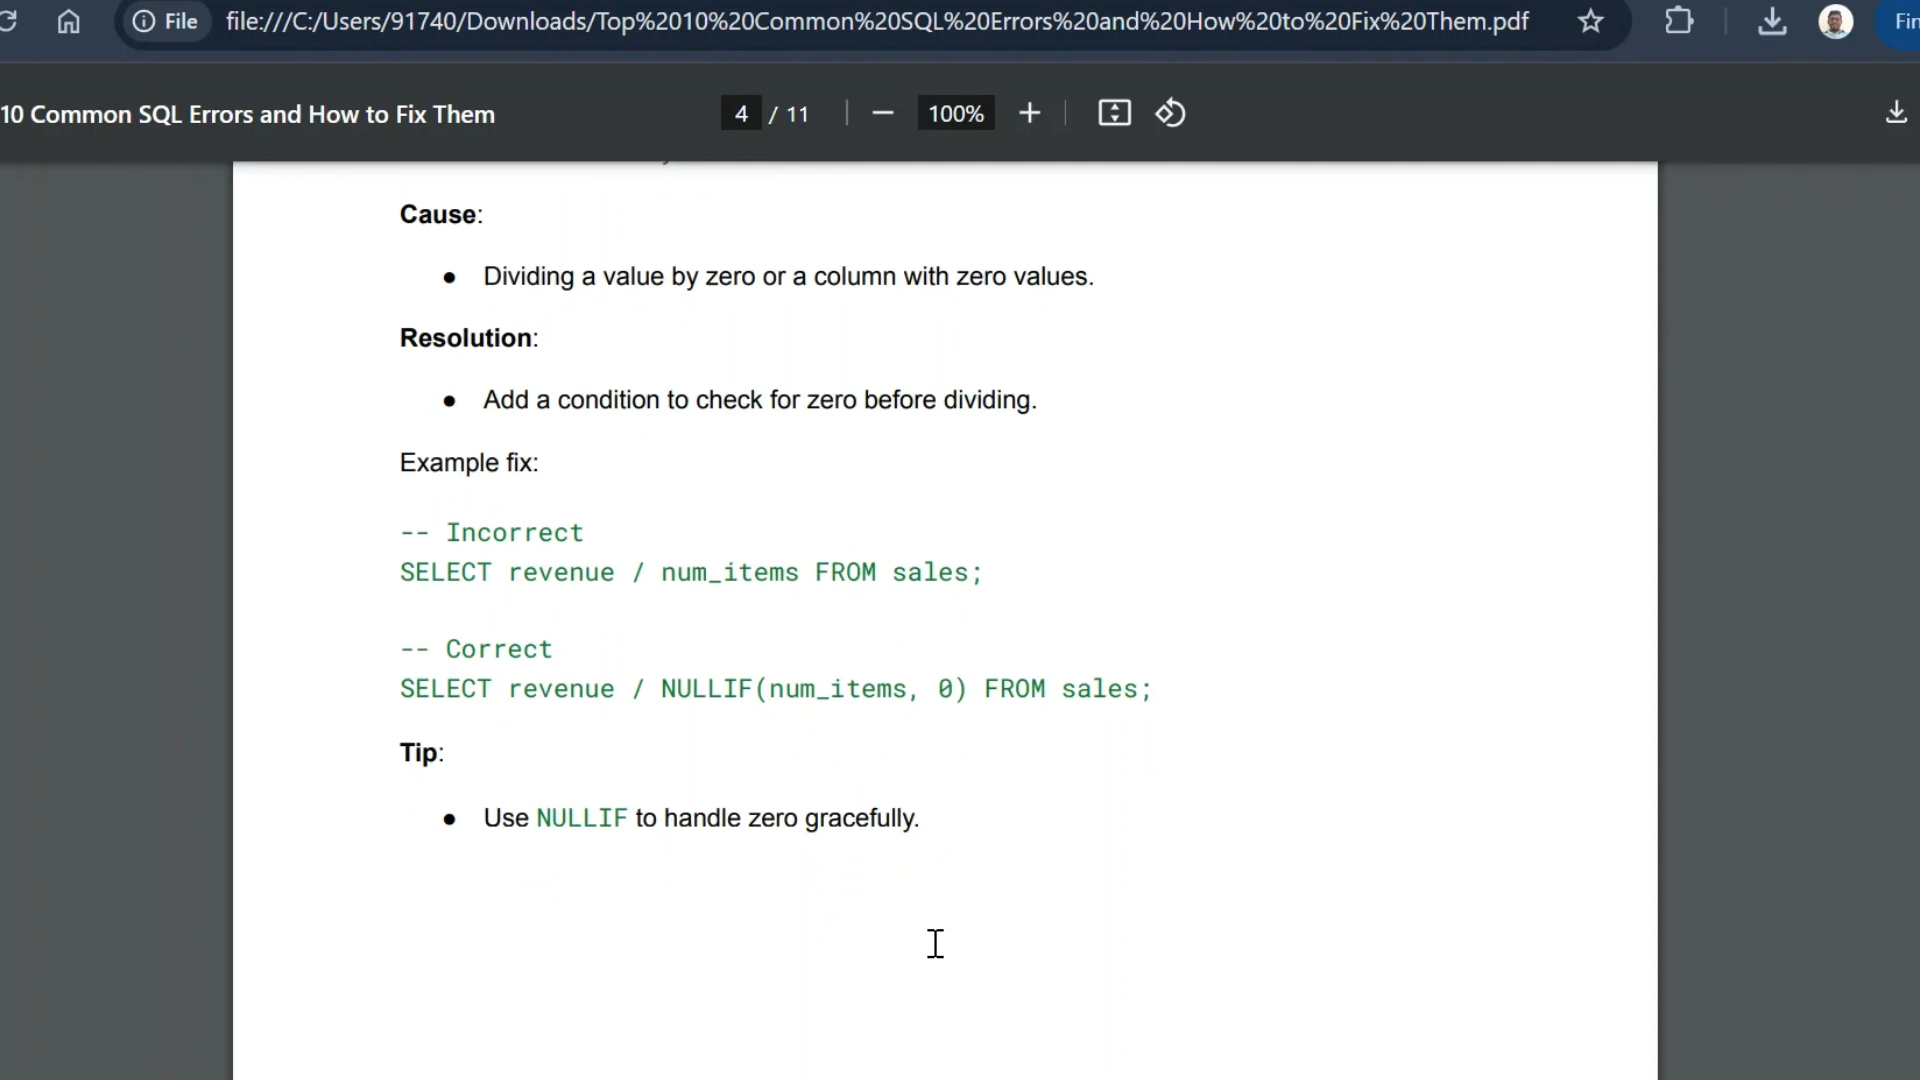 File
file:///C:/Users/91740/Downloads/Top%2010%20Common%20SQL%20Errors%20and%20How%20to%20Fix%20Them.pdf
10 Common SQL Errors and How to Fix Them
4 / 11
100%
Cause:
● Dividing a value by zero or a column with zero values.
Resolution:
● Add a condition to check for zero before dividing.
Example fix:
-- Incorrect
SELECT revenue / num_items FROM sales;
-- Correct
SELECT revenue / NULLIF(num_items, 0) FROM sales;
Tip:
● Use NULLIF to handle zero gracefully.